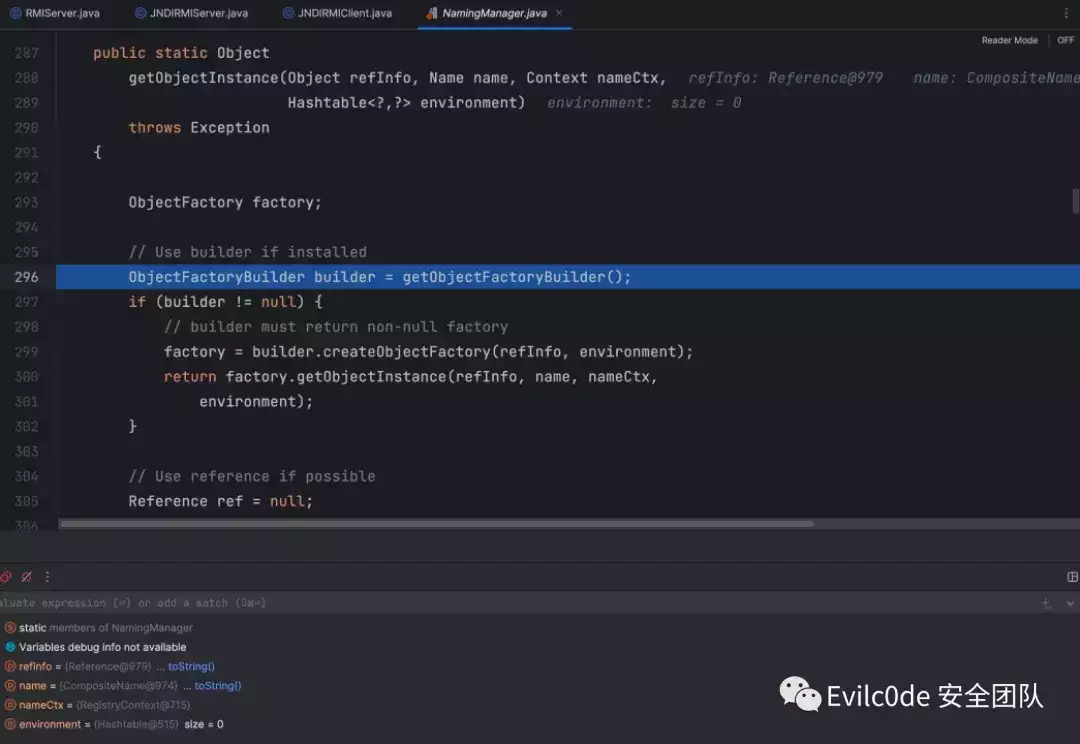 RMIServer.java JNDIRMIServer.java JNDIRMIClient.java NamingManager.java
Reader Mode OFF
287 public static Object
288 getObjectInstance(Object refInfo, Name name, Context nameCtx, refInfo: Reference@979 name: CompositeName
289 Hashtable<?,?> environment) environment: size = 0
290 throws Exception
291 {
292
293 ObjectFactory factory;
294
295 // Use builder if installed
296 ObjectFactoryBuilder builder = getObjectFactoryBuilder();
297 if (builder != null) {
298 // builder must return non-null factory
299 factory = builder.createObjectFactory(refInfo, environment);
300 return factory.getObjectInstance(refInfo, name, nameCtx,
301 environment);
302 }
303
304 // Use reference if possible
305 Reference ref = null;
306
aluate expression (⏎) or add a watch (⇧⌘⏎)
static members of NamingManager
Variables debug info not available
refInfo = {Reference@979} ... toString()
name = {CompositeName@974} ... toString()
nameCtx = {RegistryContext@715}
environment = {Hashtable@515} size = 0
Evilc0de 安全团队